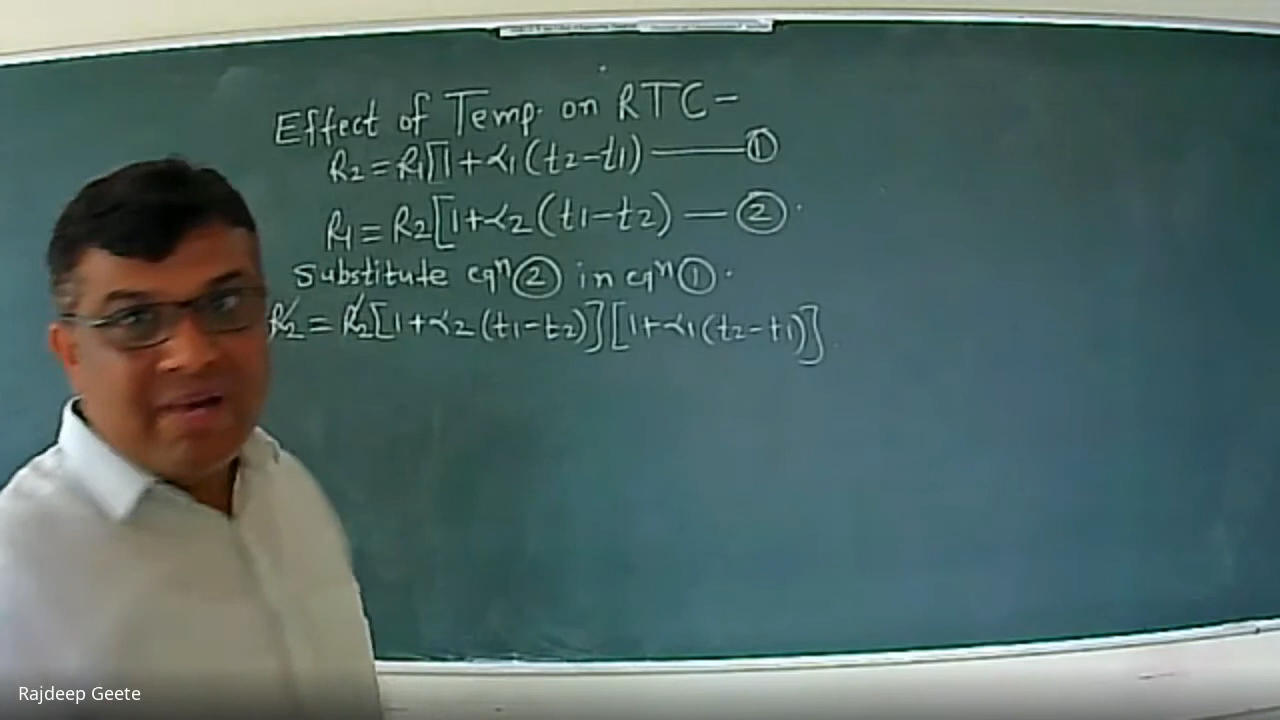 Effect of Temp. on RTC-
R2=R1[1+α1(t2-t1) — ①
R1=R2[1+α2(t1-t2) — ②
Substitute eqn ② in eqn ①.
R2=R2[1+α2(t1-t2)][1+α1(t2-t1)]
Rajdeep Geete